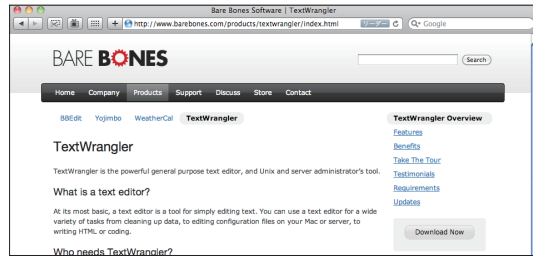 Bare Bones Software | TextWrangler
http://www.barebones.com/products/textwrangler/index.html リーダー Google
BARE BONES
Search
Home Company Products Support Discuss Store Contact
BBEdit Yojimbo WeatherCal TextWrangler
TextWrangler Overview
Features
Benefits
Take The Tour
Testimonials
Requirements
Updates
Download Now
TextWrangler
TextWrangler is the powerful general purpose text editor, and Unix and server administrator's tool.
What is a text editor?
At its most basic, a text editor is a tool for simply editing text. You can use a text editor for a wide
variety of tasks from cleaning up data, to editing configuration files on your Mac or server, to
writing HTML or coding.
Who needs TextWrangler?